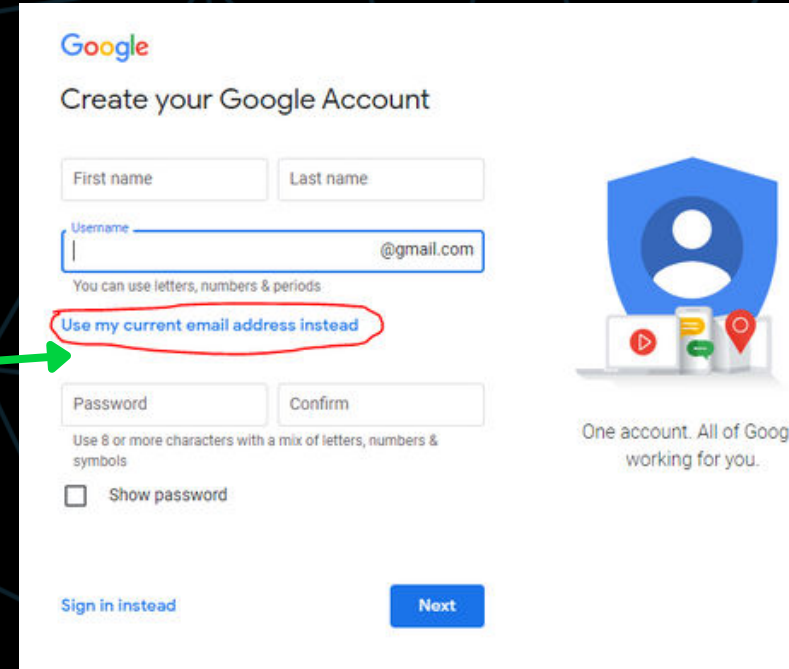 Google
Create your Google Account
First name Last name
Username
@gmail.com
You can use letters, numbers & periods
Use my current email address instead
Password Confirm
Use 8 or more characters with a mix of letters, numbers &
symbols
Show password
One account. All of Goog
working for you.
Sign in instead Next